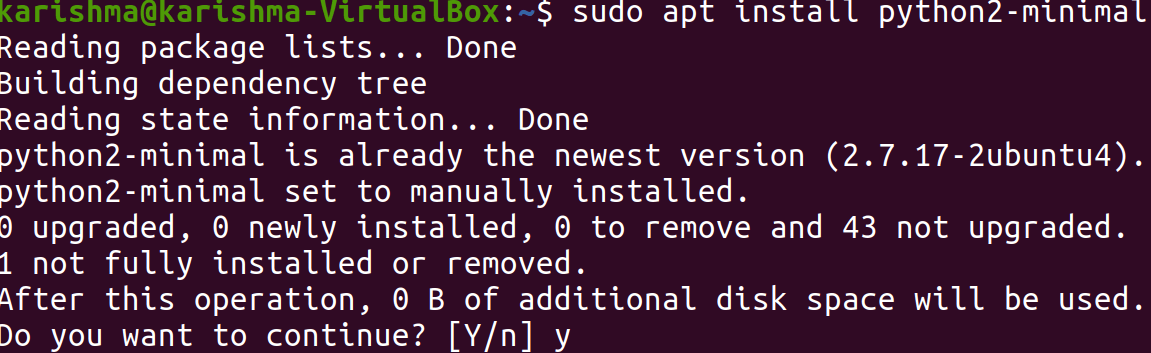 karishma@karishma-VirtualBox:~$ sudo apt install python2-minimal
Reading package lists... Done
Building dependency tree
Reading state information... Done
python2-minimal is already the newest version (2.7.17-2ubuntu4).
python2-minimal set to manually installed.
0 upgraded, 0 newly installed, 0 to remove and 43 not upgraded.
1 not fully installed or removed.
After this operation, 0 B of additional disk space will be used.
Do you want to continue? [Y/n] y